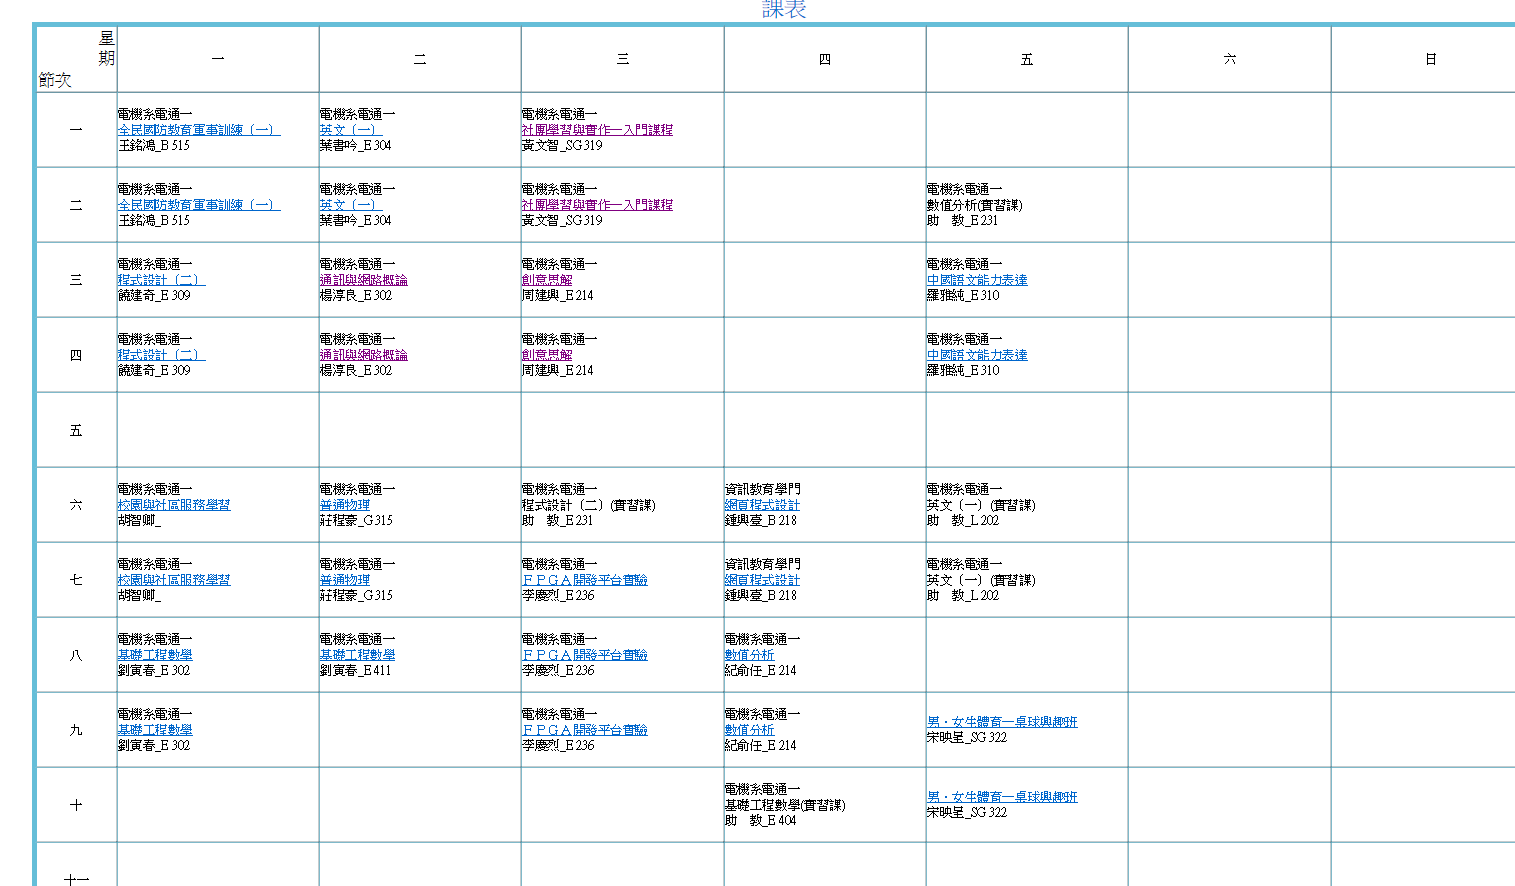 課表
星
期
節次
一
二
三
四
五
六
日
一
電機系電通一
全民國防教育軍事訓練〔一〕
王銘鴻_B 515
電機系電通一
英文〔一〕
葉書吟_E 304
電機系電通一
社團學習與實作－入門課程
黃文智_SG 319
二
電機系電通一
全民國防教育軍事訓練〔一〕
王銘鴻_B 515
電機系電通一
英文〔一〕
葉書吟_E 304
電機系電通一
社團學習與實作－入門課程
黃文智_SG 319
電機系電通一
數值分析(實習課)
助　教_E 231
三
電機系電通一
程式設計〔二〕
饒建奇_E 309
電機系電通一
通訊與網路概論
楊淳良_E 302
電機系電通一
創意思解
周建興_E 214
電機系電通一
中國語文能力表達
羅雅純_E 310
四
電機系電通一
程式設計〔二〕
饒建奇_E 309
電機系電通一
通訊與網路概論
楊淳良_E 302
電機系電通一
創意思解
周建興_E 214
電機系電通一
中國語文能力表達
羅雅純_E 310
五
六
電機系電通一
校園與社區服務學習
胡智卿_
電機系電通一
普通物理
莊程豪_G 315
電機系電通一
程式設計〔二〕(實習課)
助　教_E 231
資訊教育學門
網頁程式設計
鍾興臺_B 218
電機系電通一
英文〔一〕(實習課)
助　教_L 202
七
電機系電通一
校園與社區服務學習
胡智卿_
電機系電通一
普通物理
莊程豪_G 315
電機系電通一
ＦＰＧＡ開發平台實驗
李慶烈_E 236
資訊教育學門
網頁程式設計
鍾興臺_B 218
電機系電通一
英文〔一〕(實習課)
助　教_L 202
八
電機系電通一
基礎工程數學
劉寅春_E 302
電機系電通一
基礎工程數學
劉寅春_E 411
電機系電通一
ＦＰＧＡ開發平台實驗
李慶烈_E 236
電機系電通一
數值分析
紀俞任_E 214
九
電機系電通一
基礎工程數學
劉寅春_E 302
電機系電通一
ＦＰＧＡ開發平台實驗
李慶烈_E 236
電機系電通一
數值分析
紀俞任_E 214
男．女生體育－桌球興趣班
宋映呈_SG 322
十
電機系電通一
基礎工程數學(實習課)
助　教_E 404
男．女生體育－桌球興趣班
宋映呈_SG 322
十一